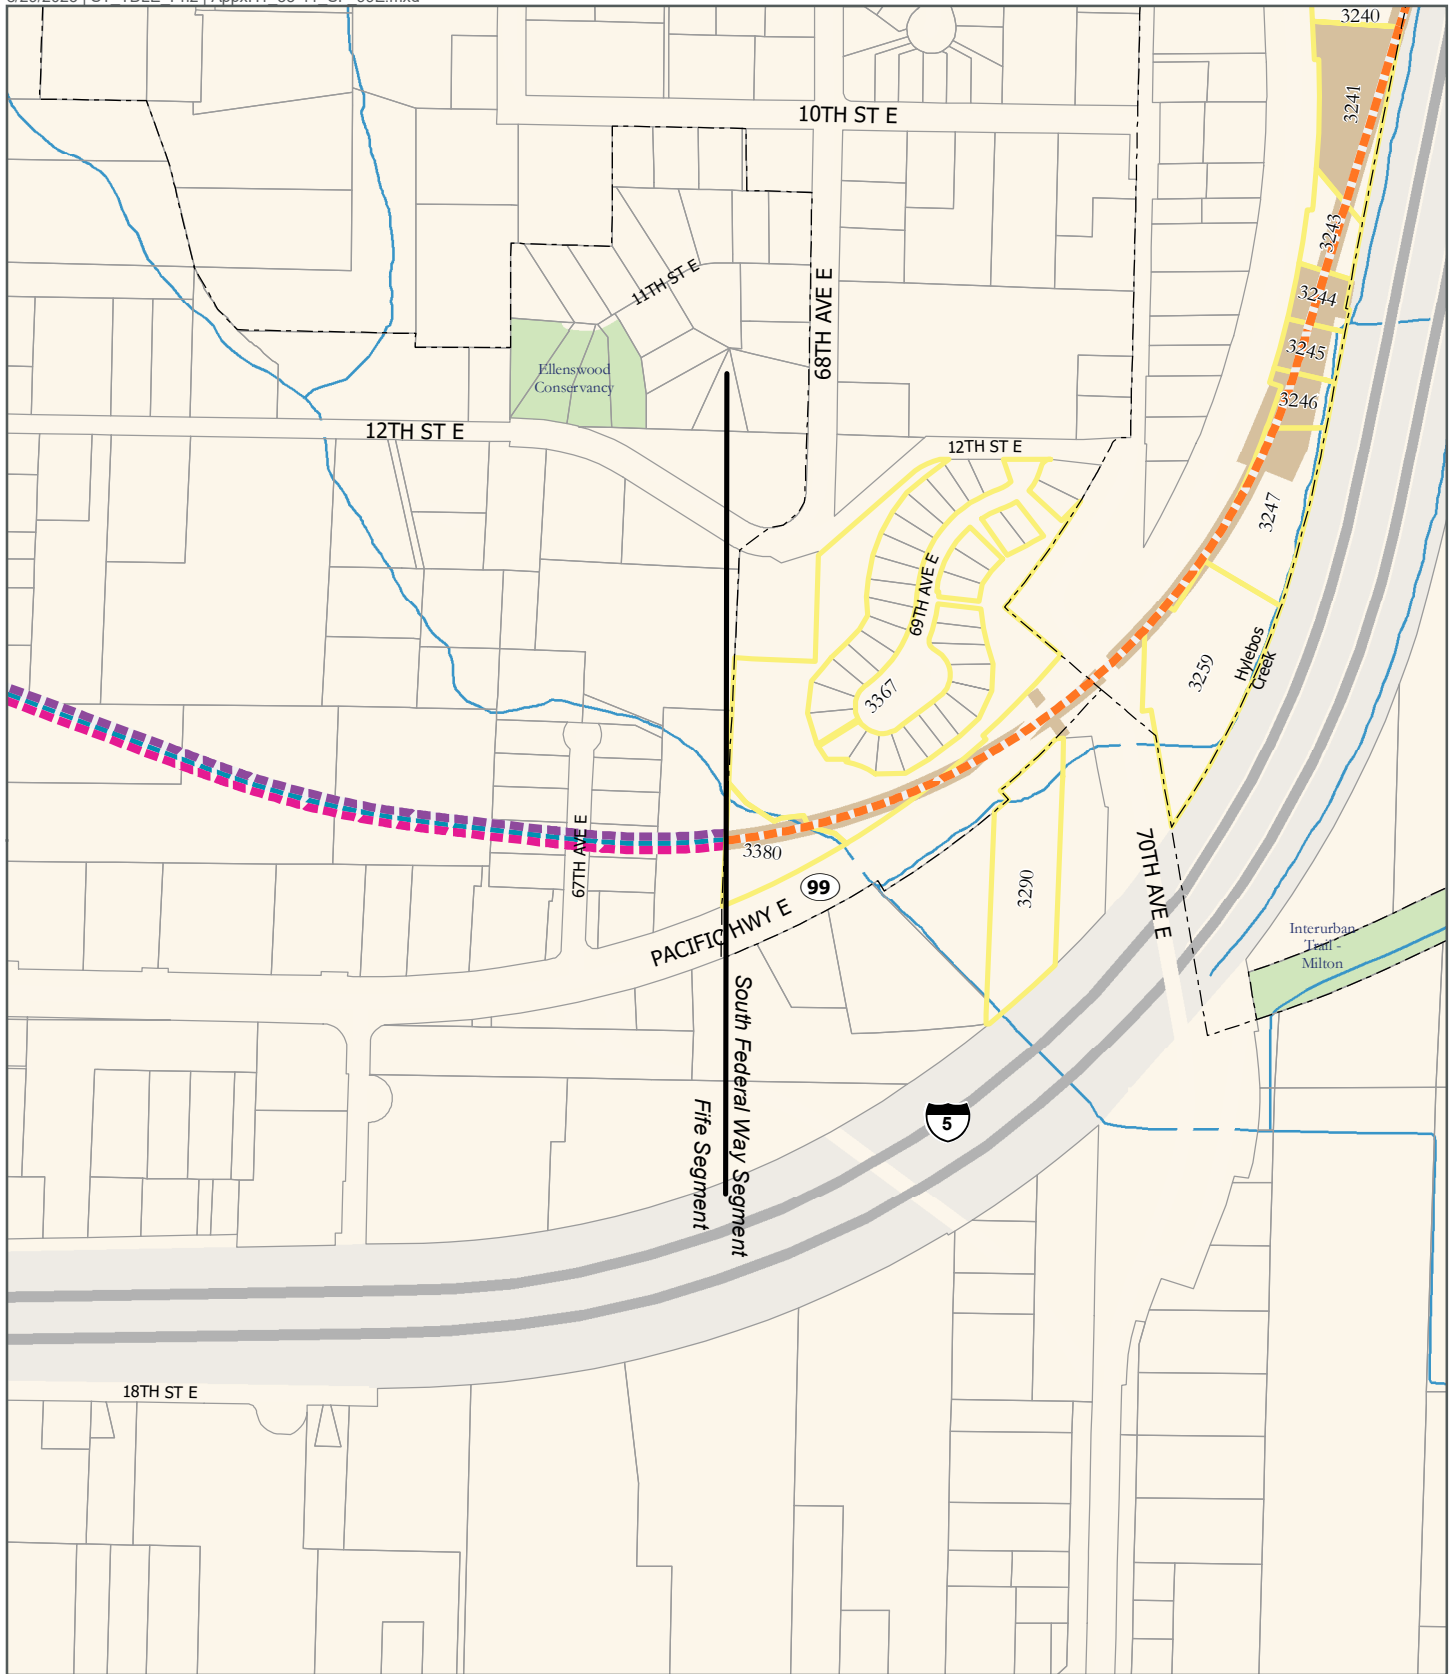 3240
3241
10TH ST E
3243
11TH ST E
68TH AVE E
3244
3245
Ellenswood
Conservancy
3246
12TH ST E
12TH ST E
3247
69TH AVE E
Hylebos
Creek
3259
3367
67TH AVE E
3380
99
3290
70TH AVE E
PACIFIC HWY E
Interurban
Trail -
Milton
South Federal Way Segment
Fife Segment
5
18TH ST E